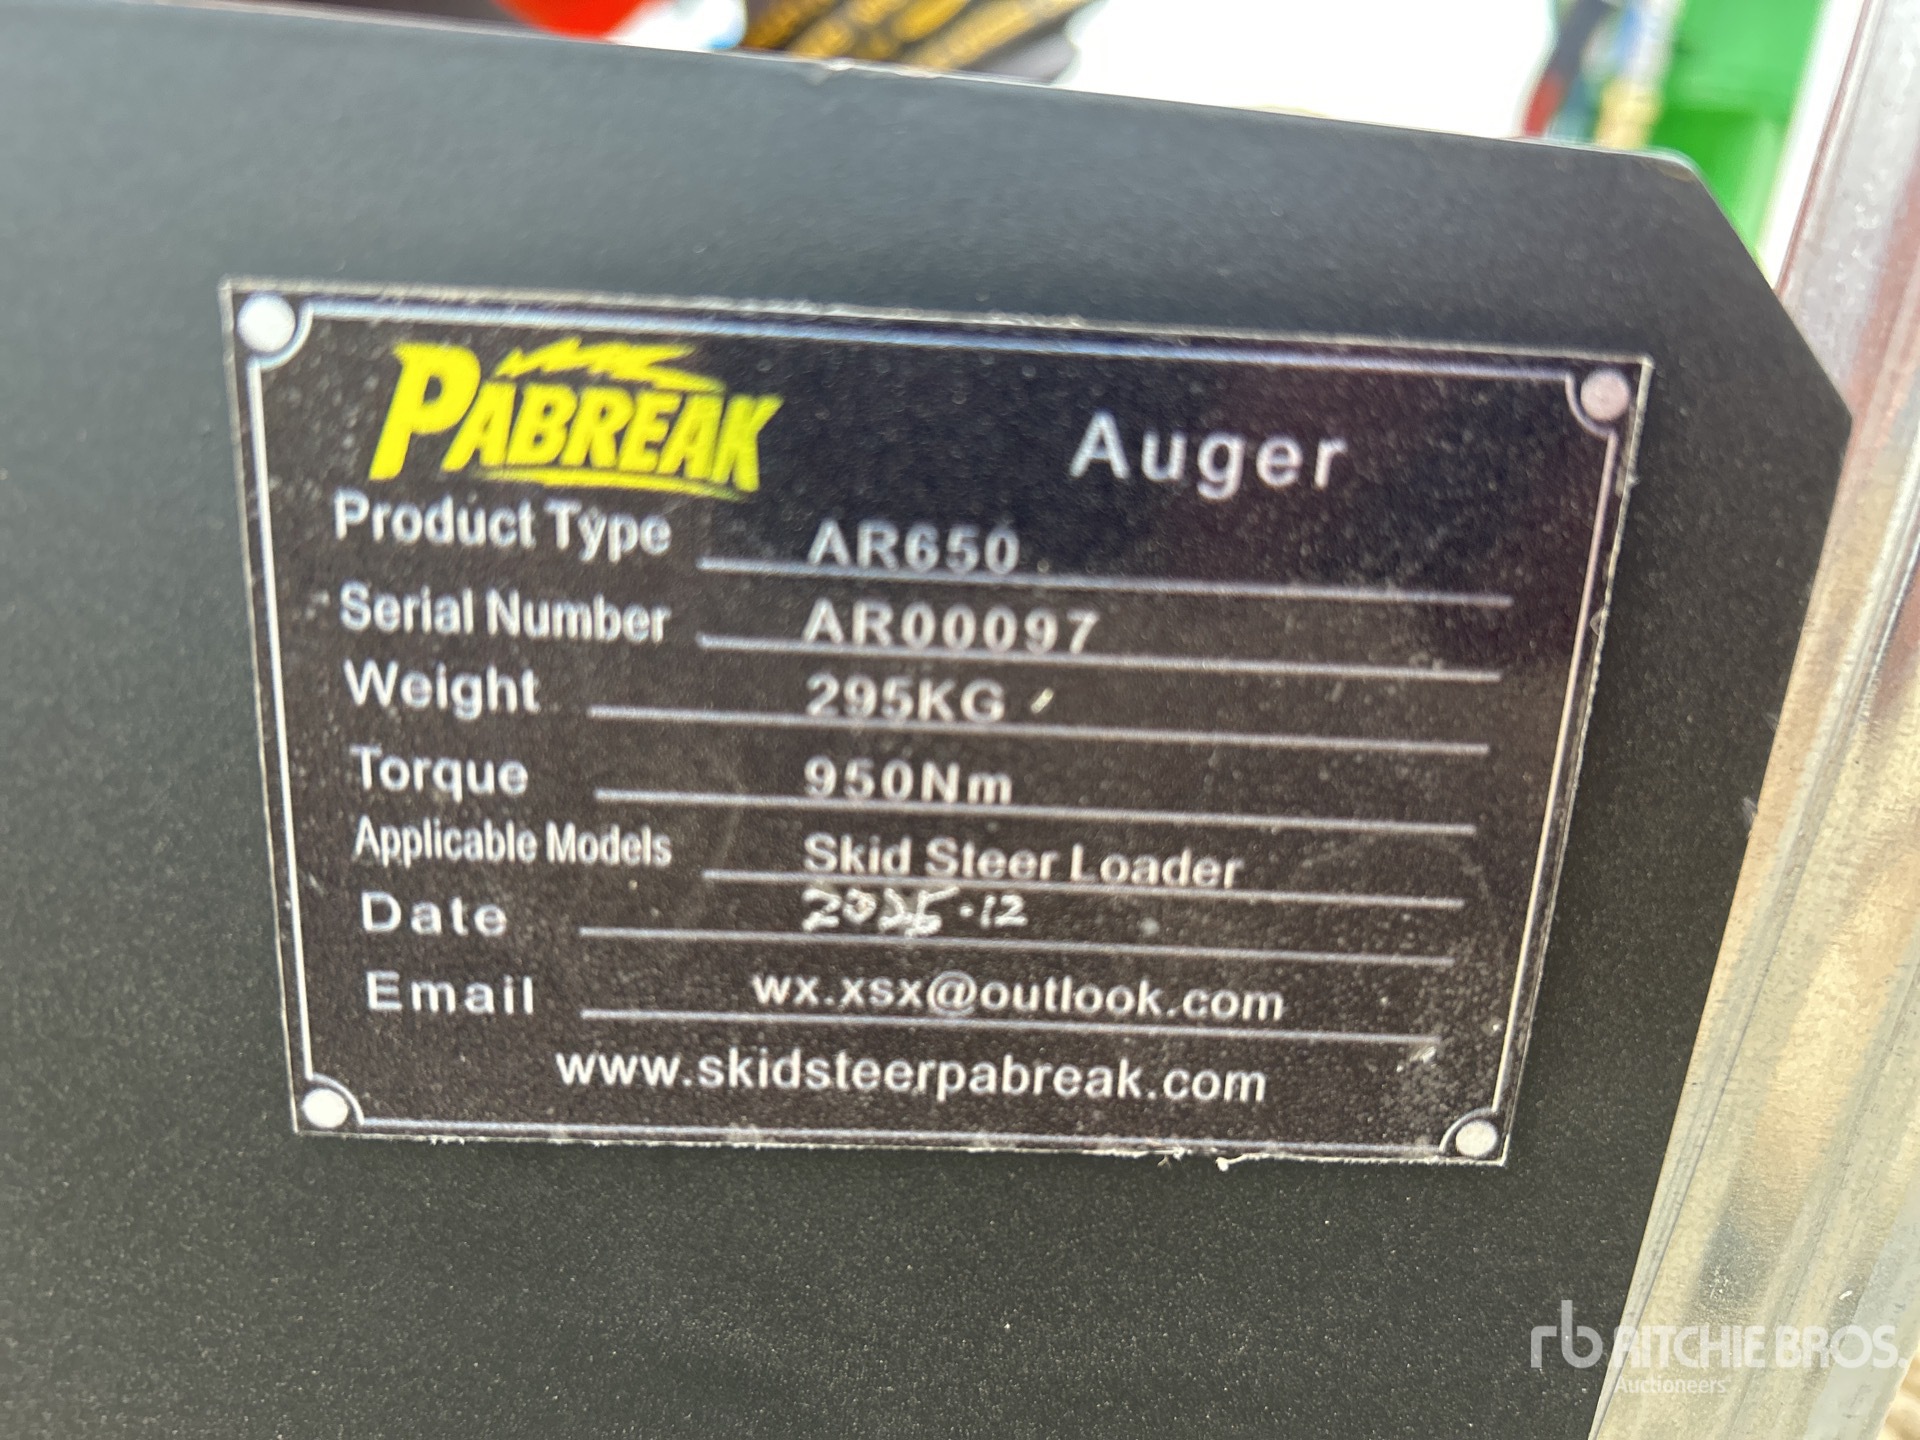 PABREAK Auger
Product Type AR650
Serial Number AR00097
Weight 295KG
Torque 950Nm
Applicable Models Skid Steer Loader
Date 2025.12
Email wx.xsx@outlook.com
www.skidsteerpabreak.com
rb RITCHIE BROS.
Auctioneers